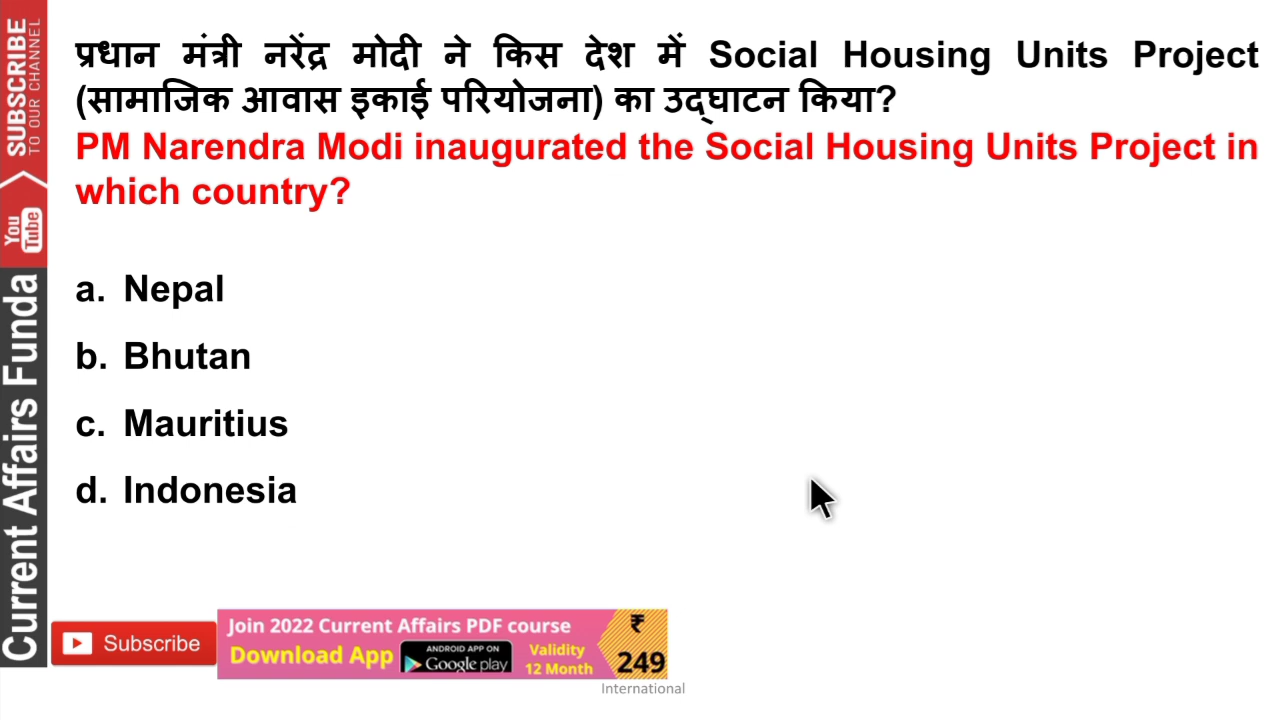 प्रधान मंत्री नरेंद्र मोदी ने किस देश में Social Housing Units Project
(सामाजिक आवास इकाई परियोजना) का उद्घाटन किया?
PM Narendra Modi inaugurated the Social Housing Units Project in
which country?
a. Nepal
b. Bhutan
c. Mauritius
d. Indonesia
SUBSCRIBE
TO OUR CHANNEL
You
Tube
Current Affairs Funda
Subscribe
Join 2022 Current Affairs PDF course
Download App
ANDROID APP ON
Google play
Validity
12 Month
₹
249
International